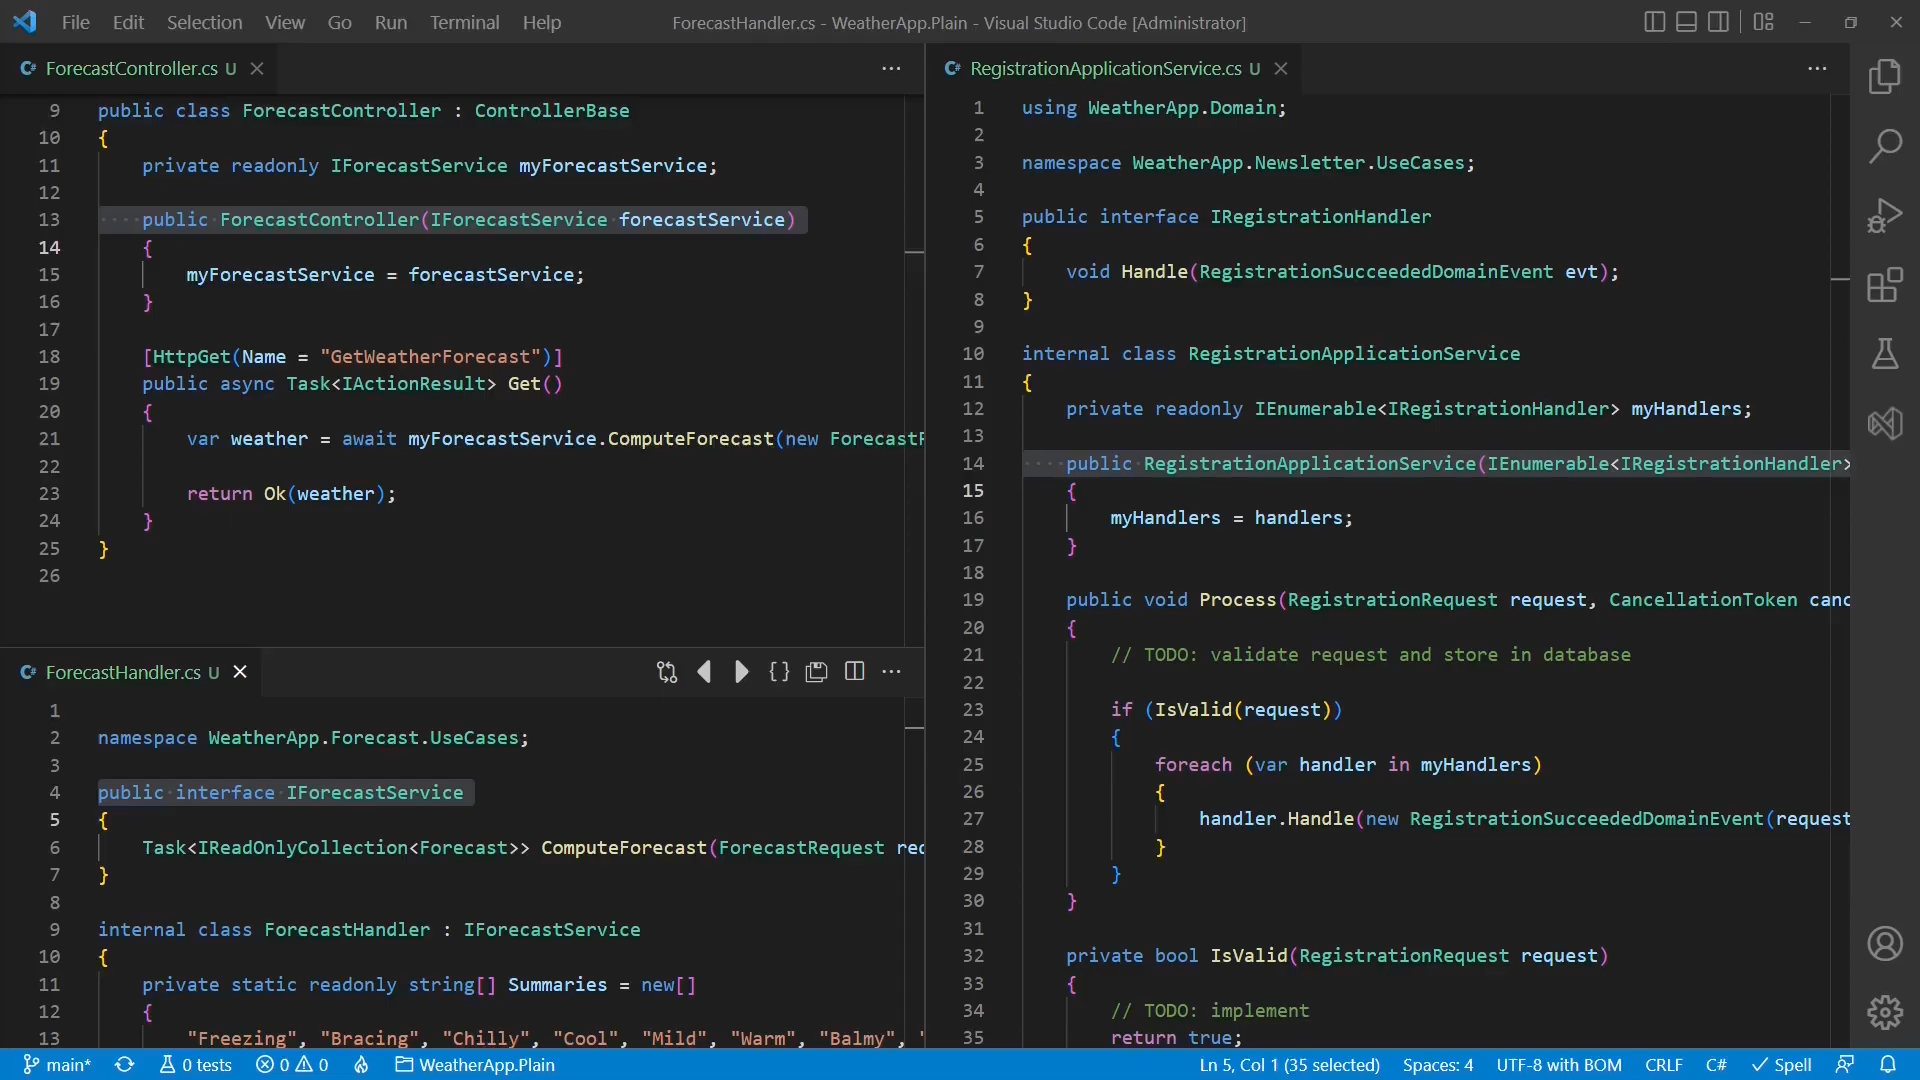 File Edit Selection View Go Run Terminal Help ForecastHandler.cs - WeatherApp.Plain - Visual Studio Code [Administrator]
C# ForecastController.cs U
9 public class ForecastController : ControllerBase
10 {
11 private readonly IForecastService myForecastService;
12
13 ····public·ForecastController(IForecastService·forecastService)
14 {
15 myForecastService = forecastService;
16 }
17
18 [HttpGet(Name = "GetWeatherForecast")]
19 public async Task<IActionResult> Get()
20 {
21 var weather = await myForecastService.ComputeForecast(new ForecastR
22
23 return Ok(weather);
24 }
25 }
26
C# ForecastHandler.cs U
1
2 namespace WeatherApp.Forecast.UseCases;
3
4 public·interface·IForecastService
5 {
6 Task<IReadOnlyCollection<Forecast>> ComputeForecast(ForecastRequest req
7 }
8
9 internal class ForecastHandler : IForecastService
10 {
11 private static readonly string[] Summaries = new[]
12 {
13 "Freezing", "Bracing", "Chilly", "Cool", "Mild", "Warm", "Balmy", "
C# RegistrationApplicationService.cs U
1 using WeatherApp.Domain;
2
3 namespace WeatherApp.Newsletter.UseCases;
4
5 public interface IRegistrationHandler
6 {
7 void Handle(RegistrationSucceededDomainEvent evt);
8 }
9
10 internal class RegistrationApplicationService
11 {
12 private readonly IEnumerable<IRegistrationHandler> myHandlers;
13
14 ····public·RegistrationApplicationService(IEnumerable<IRegistrationHandler>
15 {
16 myHandlers = handlers;
17 }
18
19 public void Process(RegistrationRequest request, CancellationToken canc
20 {
21 // TODO: validate request and store in database
22
23 if (IsValid(request))
24 {
25 foreach (var handler in myHandlers)
26 {
27 handler.Handle(new RegistrationSucceededDomainEvent(request
28 }
29 }
30 }
31
32 private bool IsValid(RegistrationRequest request)
33 {
34 // TODO: implement
35 return true;
main* 0 tests 0 0 WeatherApp.Plain Ln 5, Col 1 (35 selected) Spaces: 4 UTF-8 with BOM CRLF C# Spell